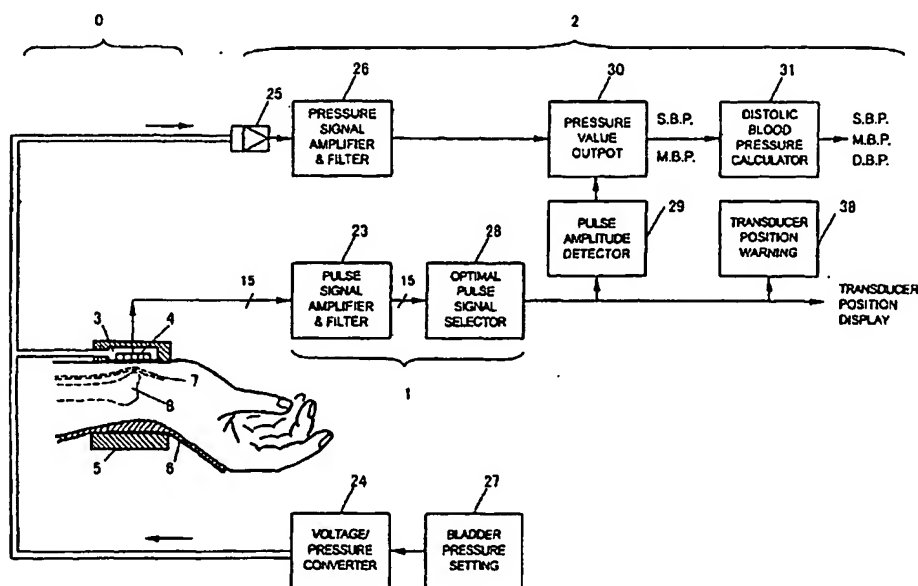 0
2
25
26
PRESSURE
SIGNAL
AMPLIFIER
& FILTER
30
PRESSURE
VALUE
OUTPOT
S.B.P.
M.B.P.
31
DISTOLIC
BLOOD
PRESSURE
CALCULATOR
S.B.P.
M.B.P.
D.B.P.
23
PULSE
SIGNAL
AMPLIFIER
& FILTER
15
15
28
OPTIMAL
PULSE
SIGNAL
SELECTOR
PULSE
AMPLITUDE
DETECTOR
29
TRANSDUCER
POSITION
WARNING
38
TRANSDUCER
POSITION
DISPLAY
1
3
4
7
8
5
6
24
VOLTAGE/
PRESSURE
CONVERTER
27
BLADDER
PRESSURE
SETTING